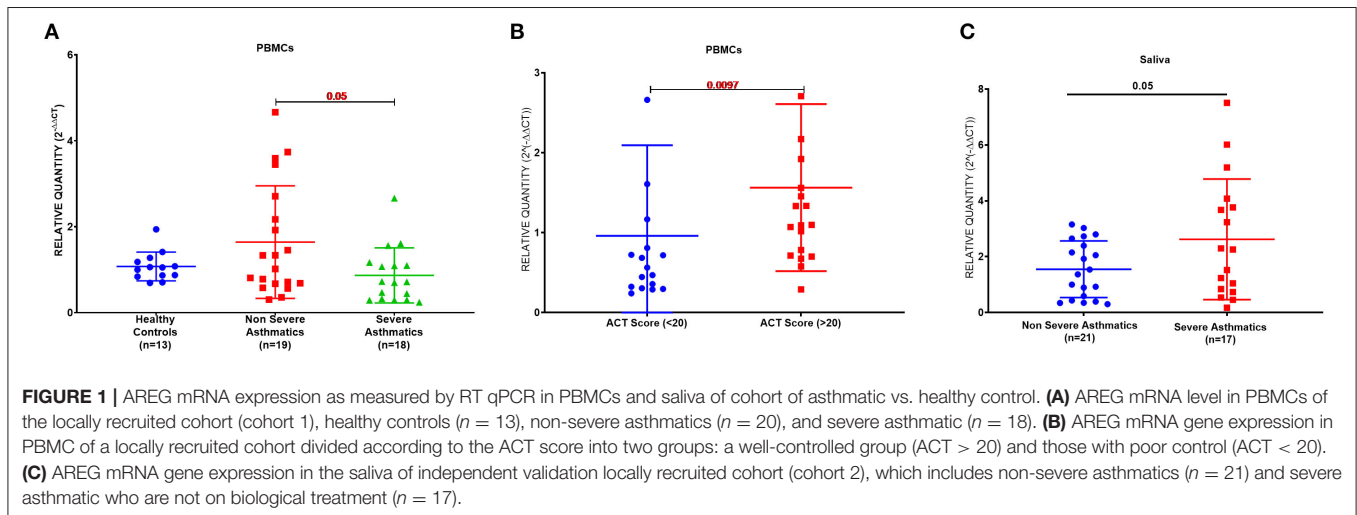 A
PBMCs
RELATIVE QUANTITY (2^-ΔΔCT)
6
4
2
0
0.05
Healthy Controls (n=13)
Non Severe Asthmatics (n=19)
Severe Asthmatics (n=18)
B
PBMCs
RELATIVE QUANTITY (2^(-ΔΔCT))
3
2
1
0
0.0097
ACT Score (<20)
ACT Score (>20)
C
Saliva
RELATIVE QUANTITY (2^(-ΔΔCT))
8
6
4
2
0
0.05
Non Severe Asthmatics (n=21)
Severe Asthmatics (n=17)
FIGURE 1 | AREG mRNA expression as measured by RT qPCR in PBMCs and saliva of cohort of asthmatic vs. healthy control. (A) AREG mRNA level in PBMCs of
the locally recruited cohort (cohort 1), healthy controls (n = 13), non-severe asthmatics (n = 20), and severe asthmatic (n = 18). (B) AREG mRNA gene expression in
PBMC of a locally recruited cohort divided according to the ACT score into two groups: a well-controlled group (ACT > 20) and those with poor control (ACT < 20).
(C) AREG mRNA gene expression in the saliva of independent validation locally recruited cohort (cohort 2), which includes non-severe asthmatics (n = 21) and severe
asthmatic who are not on biological treatment (n = 17).